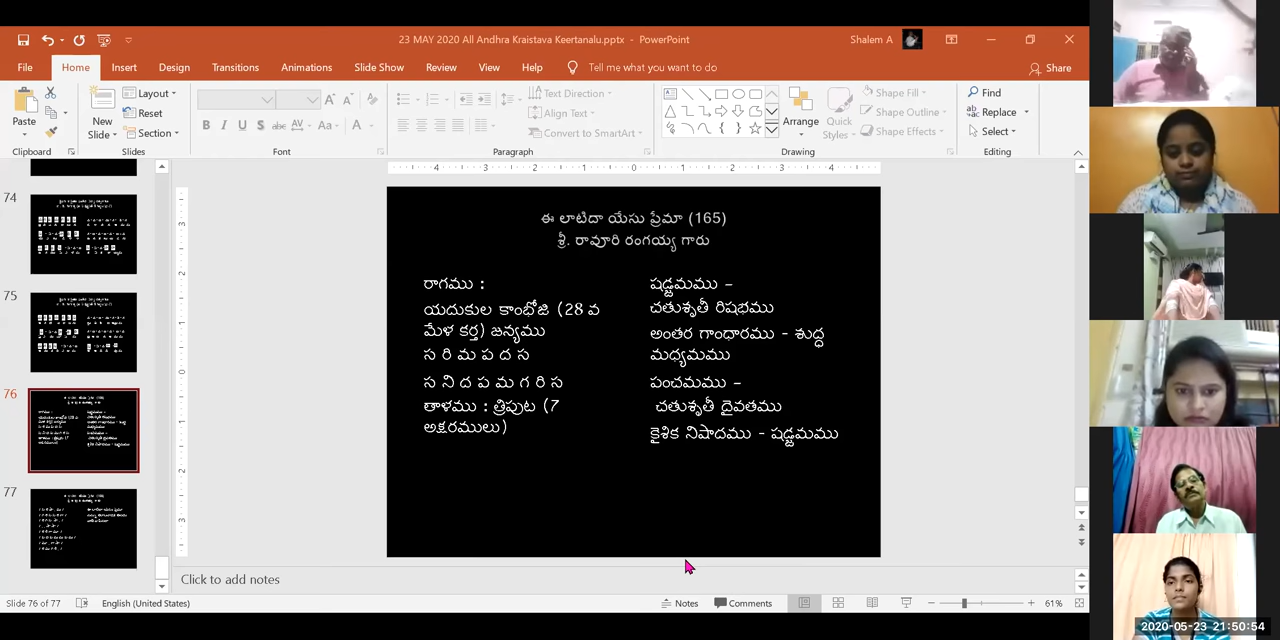 23 MAY 2020 All Andhra Kraistava Keertanalu.pptx - PowerPoint
Shalem A
File Home Insert Design Transitions Animations Slide Show Review View Help Tell me what you want to do Share
Paste
Clipboard
New Slide
Layout
Reset
Section
Slides
B I U S abc AV Aa A
Font
Text Direction
Align Text
Convert to SmartArt
Paragraph
Arrange
Quick Styles
Shape Fill
Shape Outline
Shape Effects
Drawing
Find
Replace
Select
Editing
74
75
76
77
ఈ లాటిదా యేసు ప్రేమా (165)
శ్రీ. రావూరి రంగయ్య గారు
రాగము :
యదుకుల కాంభోజి (28 వ
మేళ కర్త) జన్యము
స రి మ ప ద స
స ని ద ప మ గ రి స
తాళము : త్రిపుట (7
అక్షరములు)
షడ్జమము –
చతుశృతీ రిషభము
అంతర గాంధారము - శుద్ధ
మధ్యమము
పంచమము –
చతుశృతీ దైవతము
కైశిక నిషాదము - షడ్జమము
Click to add notes
Slide 76 of 77 English (United States) Notes Comments 61%
2020-05-23 21:50:54